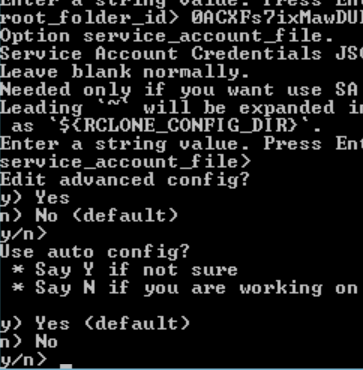 Enter a string value. Press Ent
root_folder_id> 0ACXFs7ixMawDU
Option service_account_file.
Service Account Credentials JS
Leave blank normally.
Needed only if you want use SA
Leading `~` will be expanded i
as `${RCLONE_CONFIG_DIR}`.
Enter a string value. Press Ent
service_account_file>
Edit advanced config?
y) Yes
n) No (default)
y/n>
Use auto config?
* Say Y if not sure
* Say N if you are working on
y) Yes (default)
n) No
y/n> _